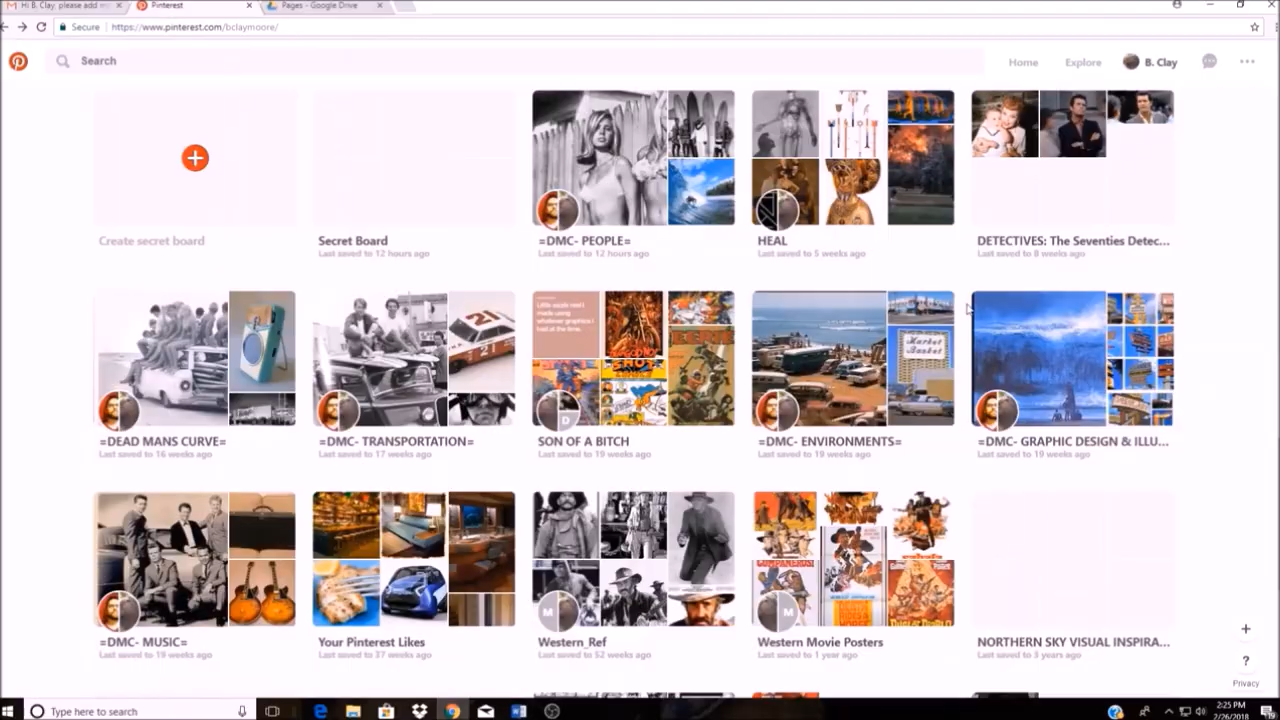 Hi B. Clay, please add my
Pinterest
Pages - Google Drive
Secure
https://www.pinterest.com/bclaymoore/
Search
Home
Explore
B. Clay
Create secret board
Secret Board
Last saved to 12 hours ago
=DMC- PEOPLE=
Last saved to 12 hours ago
HEAL
Last saved to 5 weeks ago
DETECTIVES: The Seventies Detec...
Last saved to 8 weeks ago
Market
Basket
21
21
=DEAD MANS CURVE=
Last saved to 16 weeks ago
=DMC- TRANSPORTATION=
Last saved to 17 weeks ago
D
SON OF A BITCH
Last saved to 19 weeks ago
=DMC- ENVIRONMENTS=
Last saved to 19 weeks ago
=DMC- GRAPHIC DESIGN & ILLU...
Last saved to 19 weeks ago
=DMC- MUSIC=
Last saved to 19 weeks ago
Your Pinterest Likes
Last saved to 37 weeks ago
M
Western_Ref
Last saved to 52 weeks ago
M
Western Movie Posters
Last saved to 1 year ago
NORTHERN SKY VISUAL INSPIRA...
Last saved to 3 years ago
+
?
Privacy
Type here to search
2:25 PM
2/26/2018